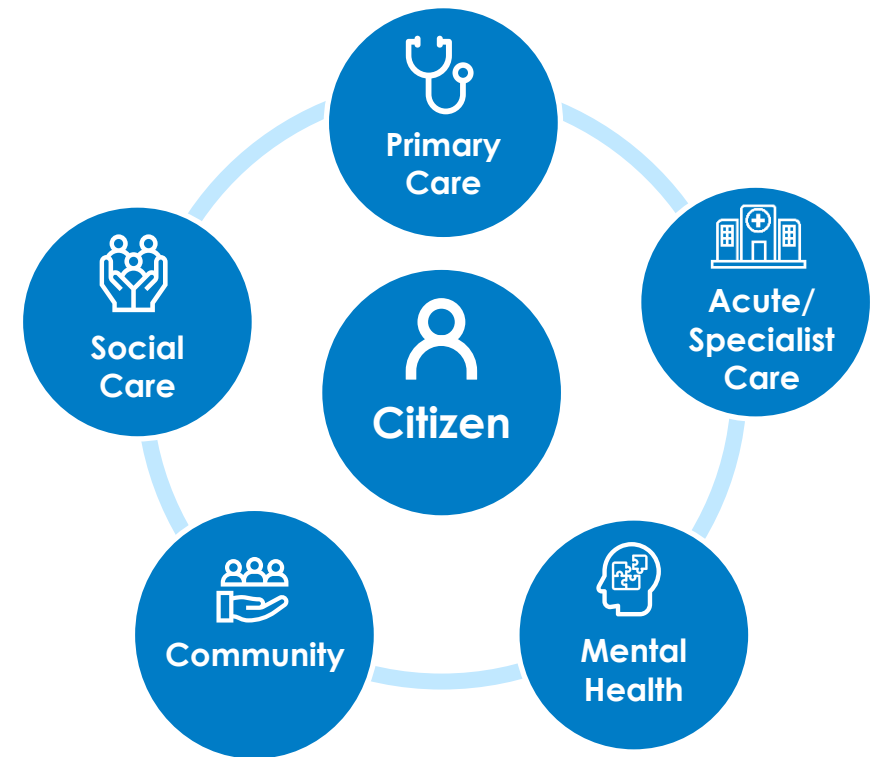 Primary
Care
Acute/
Specialist
Care
Social
Care
Citizen
Community
Mental
Health